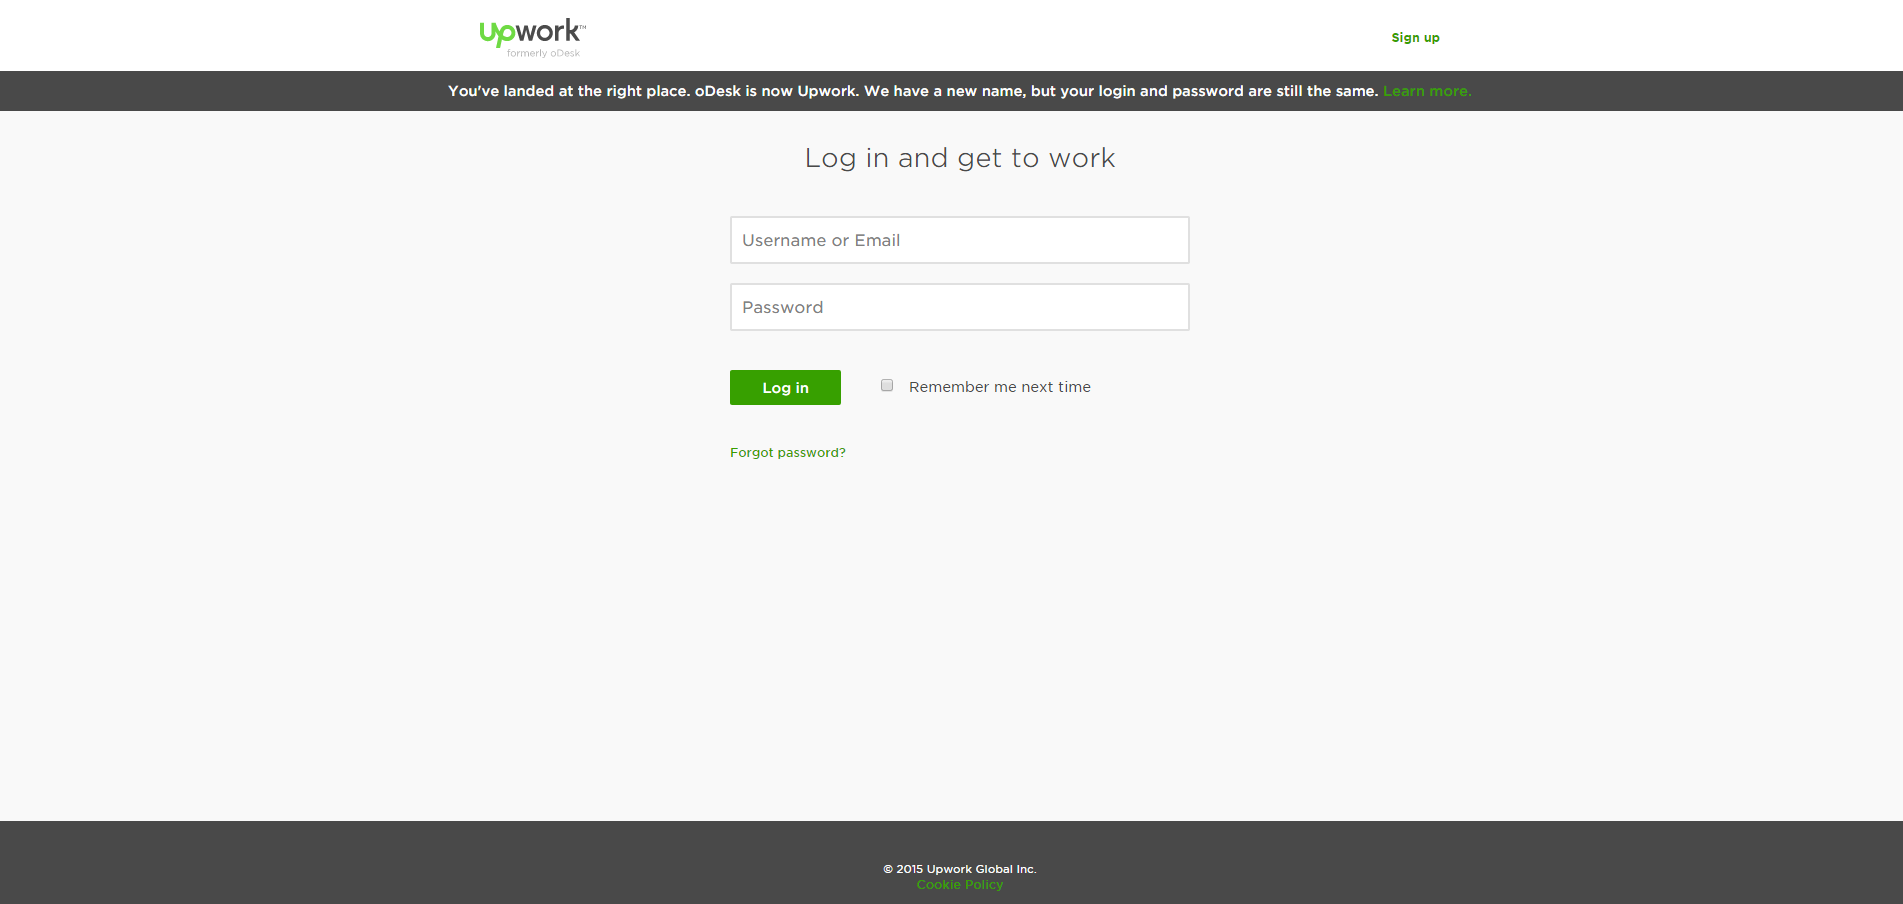 upwork™
formerly oDesk
Sign up
You've landed at the right place. oDesk is now Upwork. We have a new name, but your login and password are still the same. Learn more.
Log in and get to work
Username or Email
Password
Log in
Remember me next time
Forgot password?
© 2015 Upwork Global Inc.
Cookie Policy